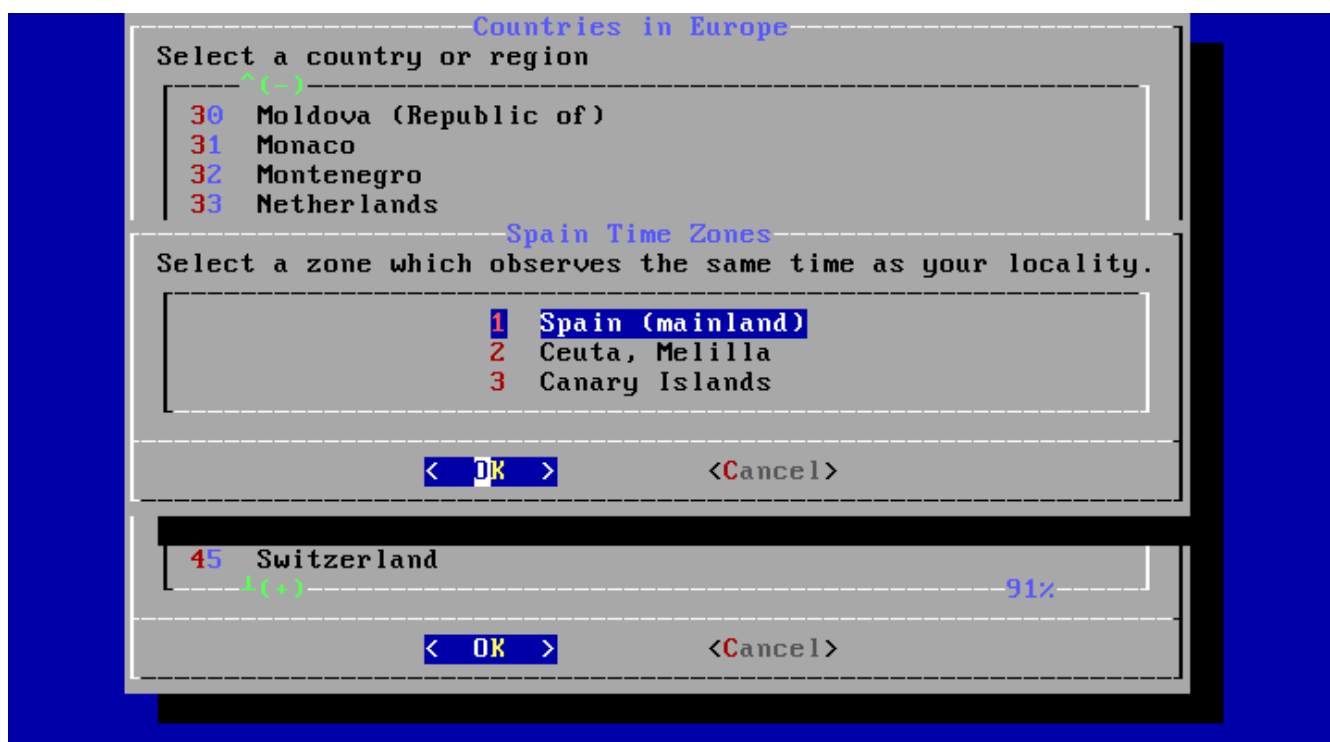 Countries in Europe
Select a country or region
^(-)
30 Moldova (Republic of)
31 Monaco
32 Montenegro
33 Netherlands
Spain Time Zones
Select a zone which observes the same time as your locality.
1 Spain (mainland)
2 Ceuta, Melilla
3 Canary Islands
< OK > <Cancel>
45 Switzerland
┴(+) 91%
< OK > <Cancel>